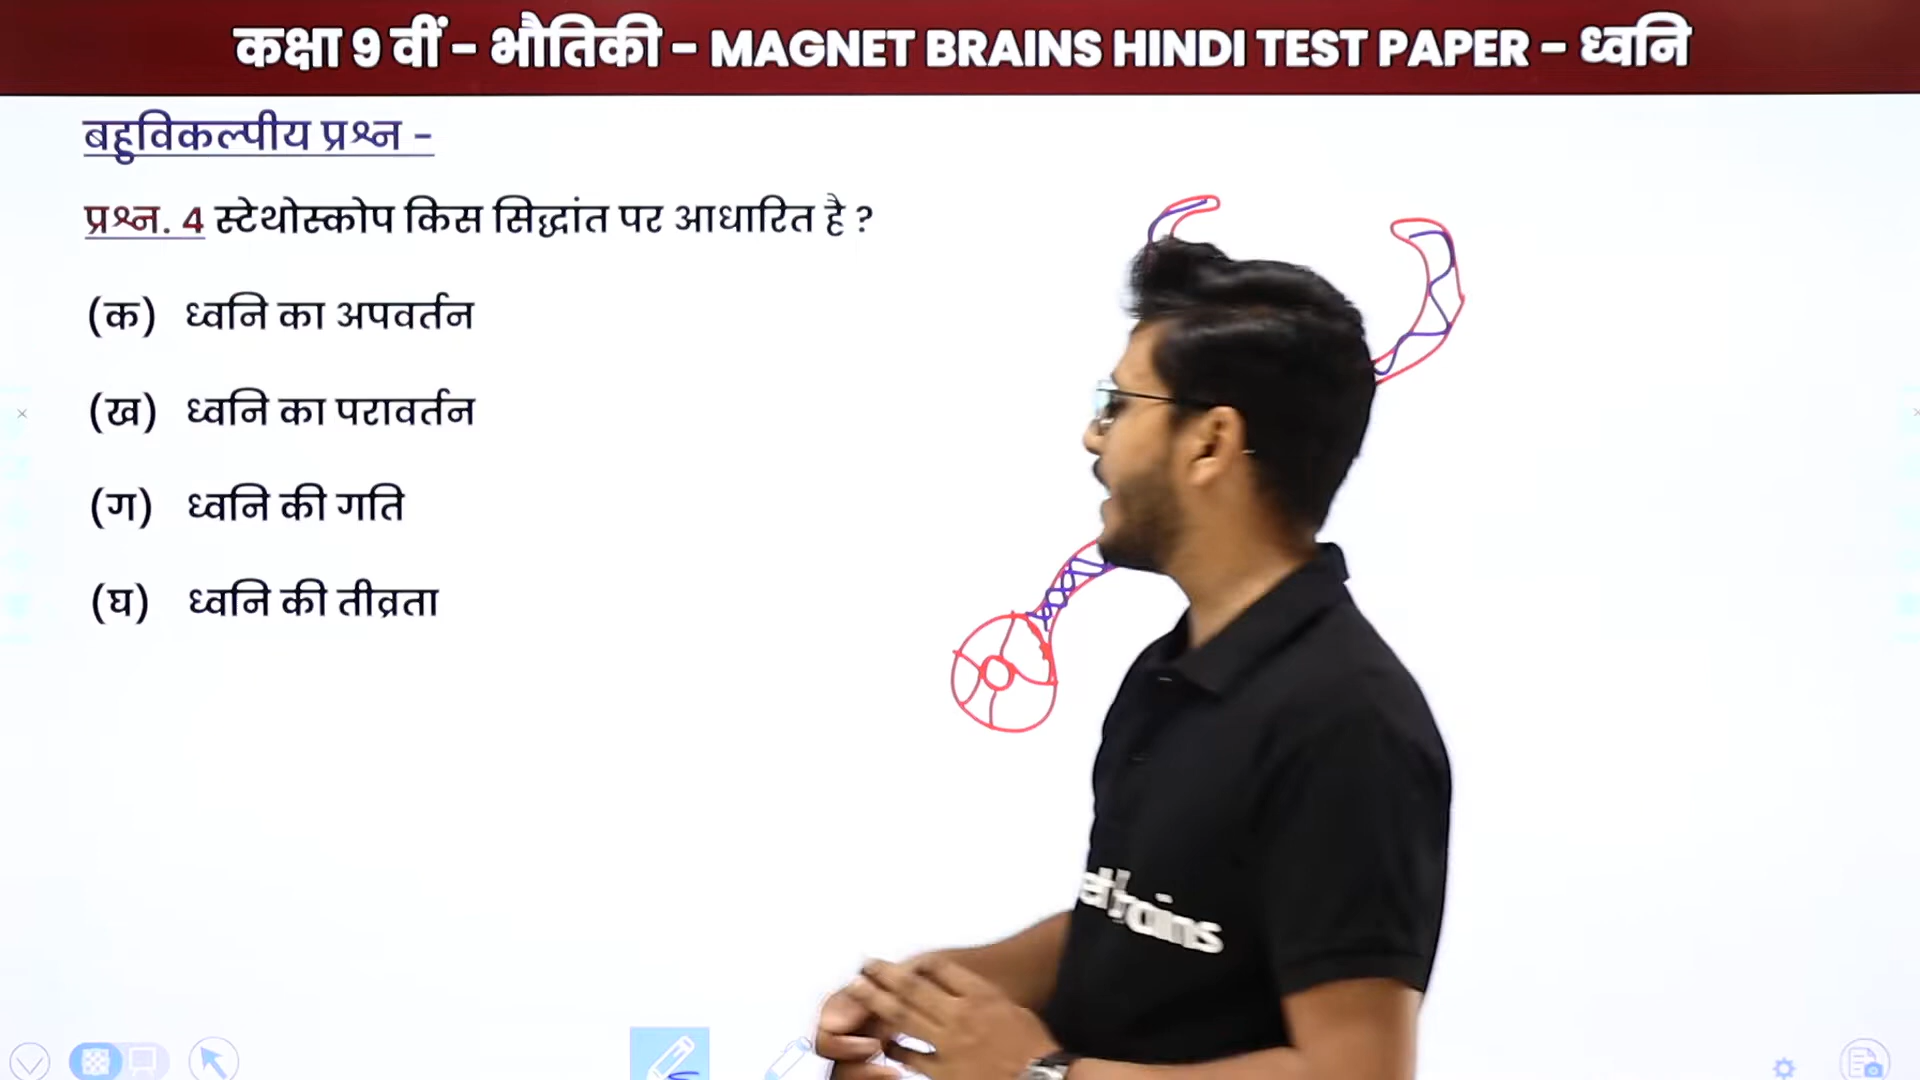 कक्षा 9 वीं – भौतिकी – MAGNET BRAINS HINDI TEST PAPER – ध्वनि
बहुविकल्पीय प्रश्न –
प्रश्न. 4 स्टेथोस्कोप किस सिद्धांत पर आधारित है ?
(क) ध्वनि का अपवर्तन
(ख) ध्वनि का परावर्तन
(ग) ध्वनि की गति
(घ) ध्वनि की तीव्रता